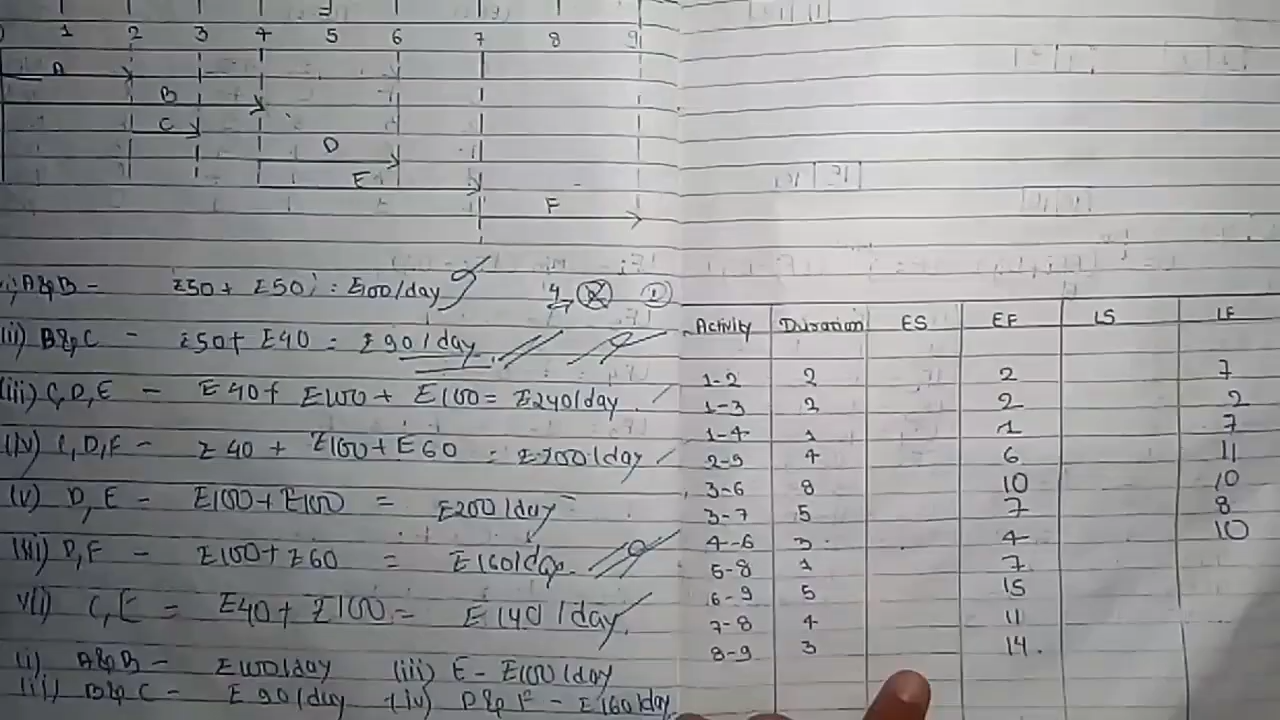 1 2 3 4 5 6 7 8 9
A
B
C
D
E
F
i) A&B - £50 + £50 = £100/day
(ii) B&C - £50 + £40 = £90/day
(iii) C,D,E - £40 + £100 + £100 = £240/day
(iv) C,D,F - £40 + £100 + £60 = £200/day
(v) D,E - £100 + £100 = £200/day
D,F - £100 + £60 = £160/day
C,E = £40 + £100 = £140/day
(i) A&B - £100/day (iii) E - £100/day
(ii) B&C - £90/day (iv) D&F - £160/day
Activity Duration ES EF LS LF
1-2 2 2 7
1-3 2 2 2
1-4 1 1 7
2-5 4 6 11
3-6 8 10 10
3-7 5 7 8
4-6 3 4 10
5-8 1 7
6-9 5 15
7-8 4 11
8-9 3 14.